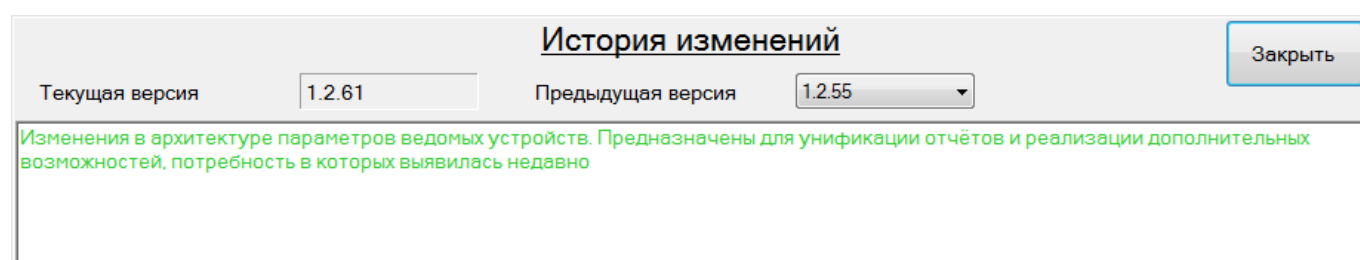 История изменений
Закрыть
Текущая версия 1.2.61 Предыдущая версия 1.2.55
Изменения в архитектуре параметров ведомых устройств. Предназначены для унификации отчётов и реализации дополнительных
возможностей, потребность в которых выявилась недавно